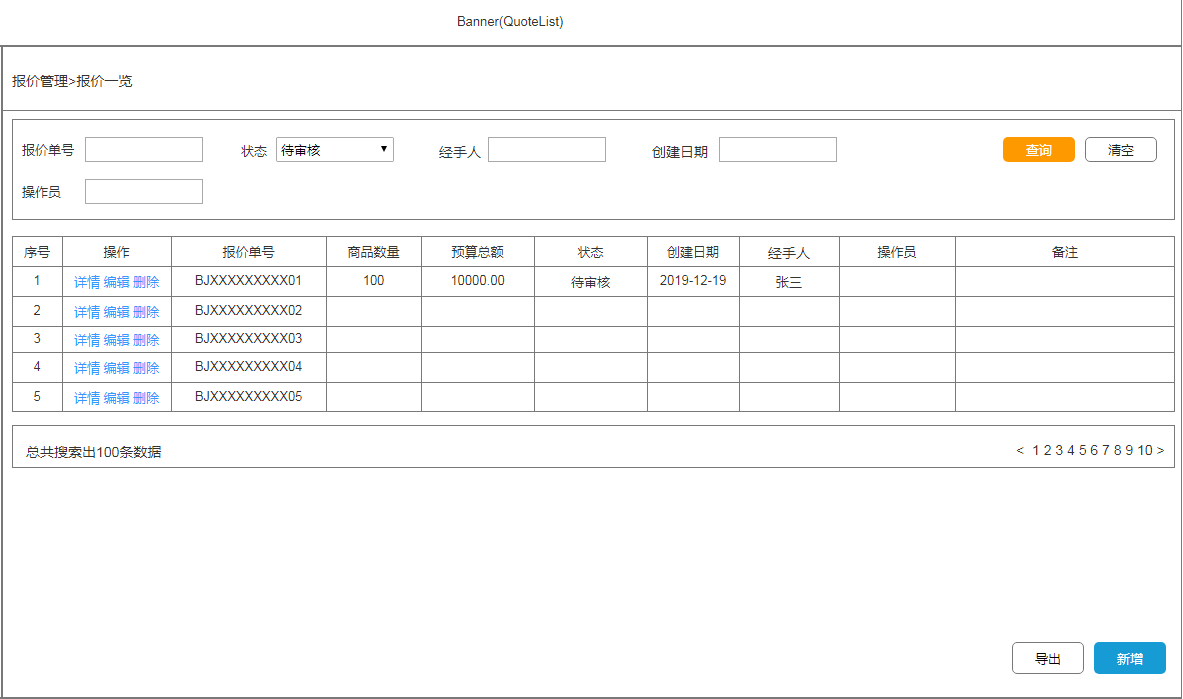 Banner(QuoteList)
报价管理>报价一览
报价单号 状态 待审核 经手人 创建日期 查询 清空
操作员
序号 操作 报价单号 商品数量 预算总额 状态 创建日期 经手人 操作员 备注
1 详情 编辑 删除 BJXXXXXXXXX01 100 10000.00 待审核 2019-12-19 张三
2 详情 编辑 删除 BJXXXXXXXXX02
3 详情 编辑 删除 BJXXXXXXXXX03
4 详情 编辑 删除 BJXXXXXXXXX04
5 详情 编辑 删除 BJXXXXXXXXX05
总共搜索出100条数据 < 1 2 3 4 5 6 7 8 9 10 >
导出 新增